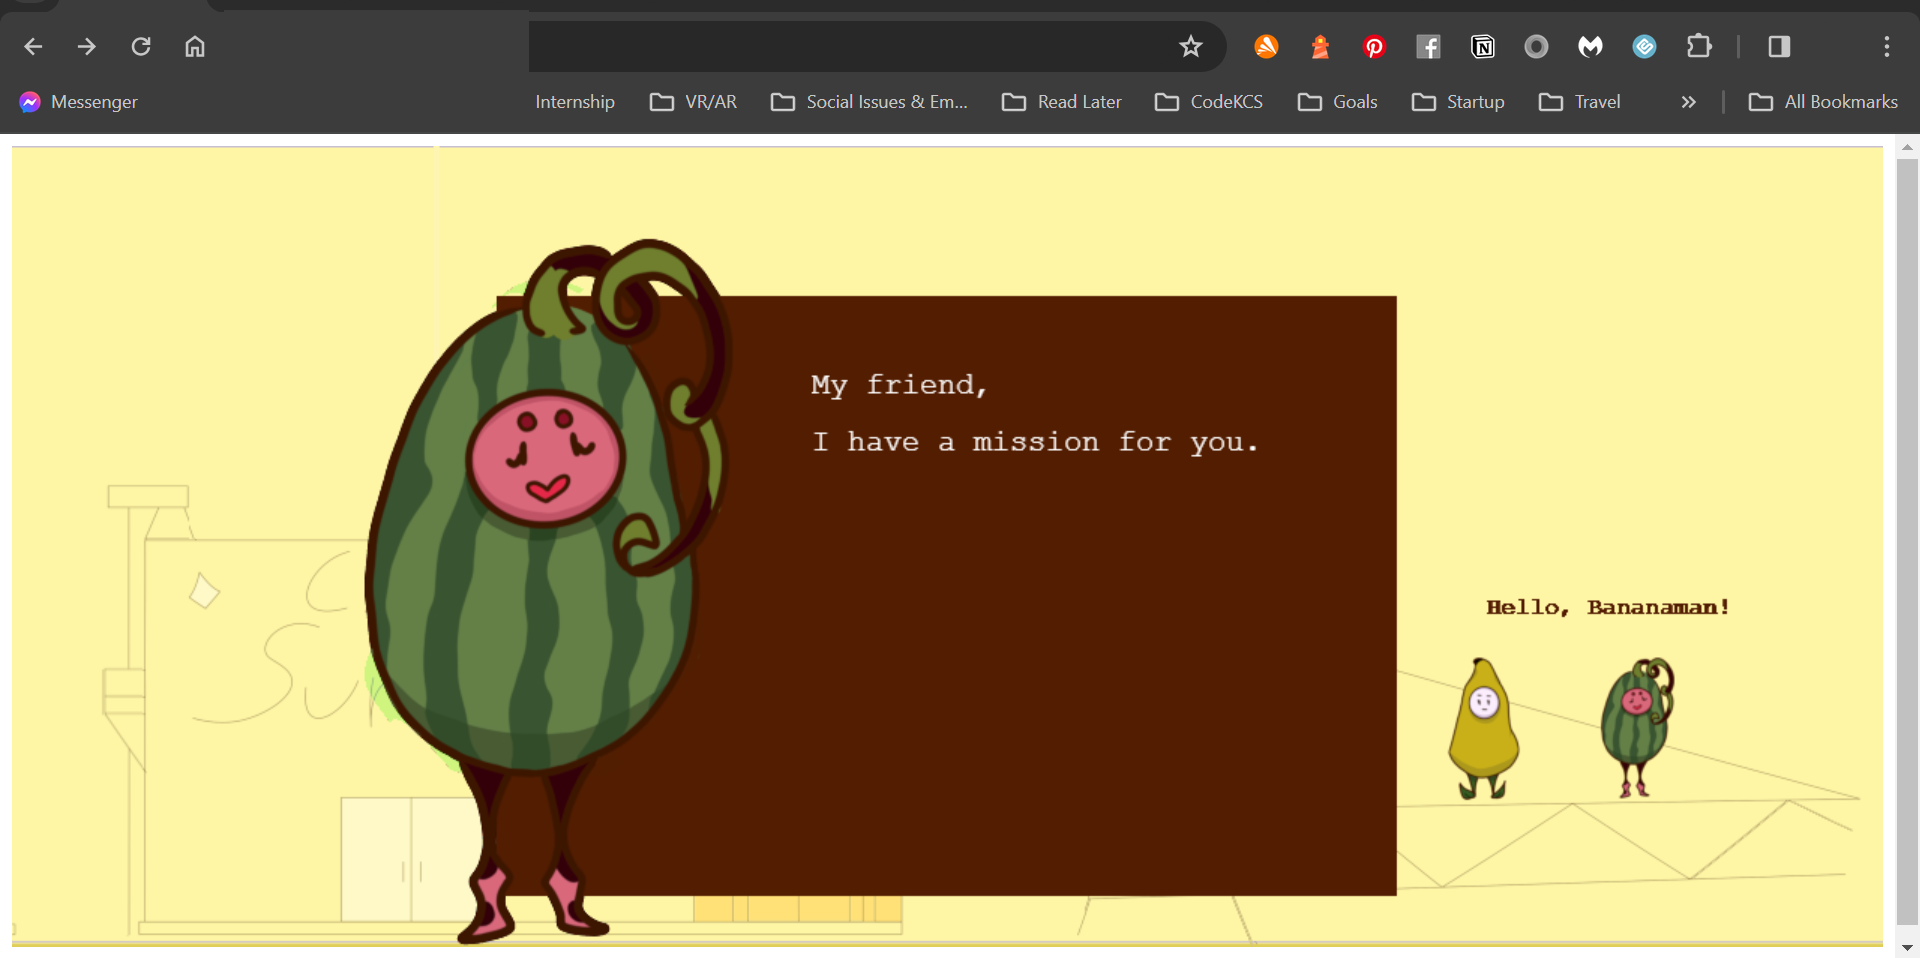 Messenger
Internship
VR/AR
Social Issues & Em...
Read Later
CodeKCS
Goals
Startup
Travel
All Bookmarks
My friend,
I have a mission for you.
Hello, Bananaman!